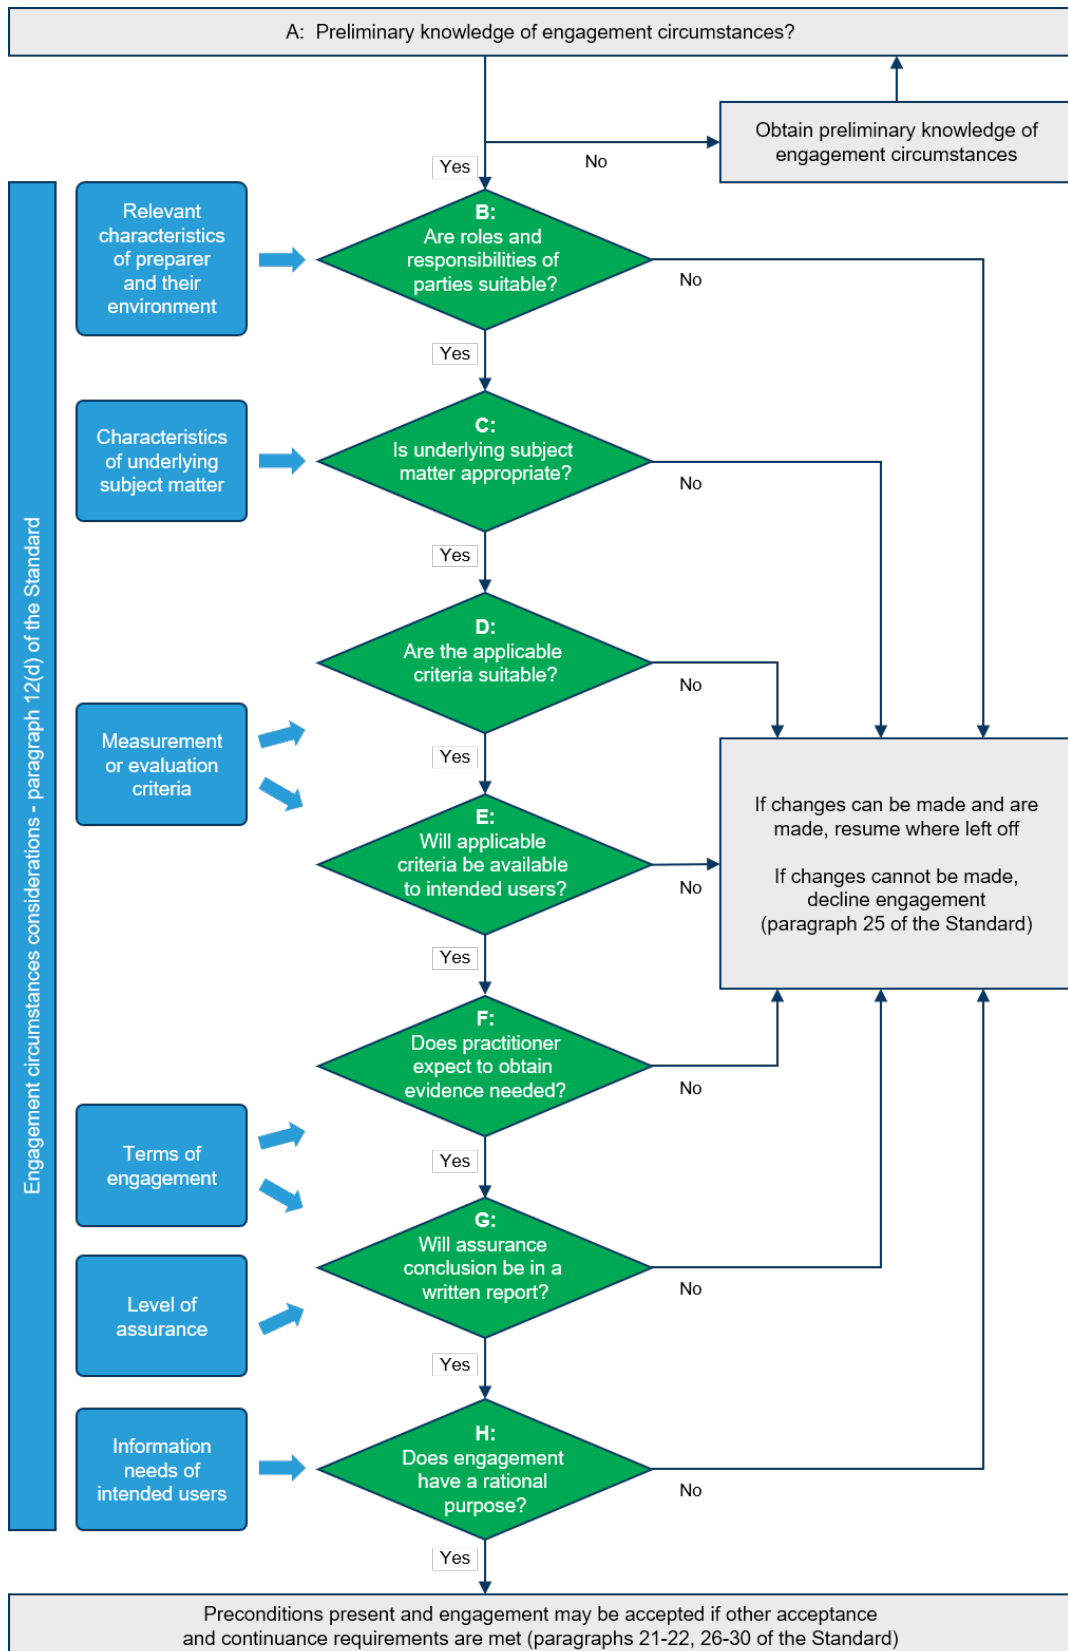 A: Preliminary knowledge of engagement circumstances?
Obtain preliminary knowledge of
engagement circumstances
No
Yes
Engagement circumstances considerations - paragraph 12(d) of the Standard
Relevant
characteristics
of preparer
and their
environment
B:
Are roles and
responsibilities of
parties suitable?
No
Yes
Characteristics
of underlying
subject matter
C:
Is underlying subject
matter appropriate?
No
Yes
D:
Are the applicable
criteria suitable?
No
Measurement
or evaluation
criteria
Yes
E:
Will applicable
criteria be available
to intended users?
No
If changes can be made and are
made, resume where left off
If changes cannot be made,
decline engagement
(paragraph 25 of the Standard)
Yes
F:
Does practitioner
expect to obtain
evidence needed?
No
Terms of
engagement
Yes
G:
Will assurance
conclusion be in a
written report?
No
Level of
assurance
Yes
Information
needs of
intended users
H:
Does engagement
have a rational
purpose?
No
Yes
Preconditions present and engagement may be accepted if other acceptance
and continuance requirements are met (paragraphs 21-22, 26-30 of the Standard)